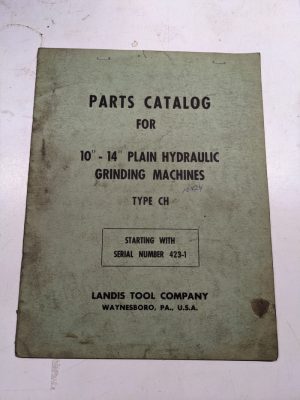 PARTS CATALOG
FOR
10" - 14" PLAIN HYDRAULIC
GRINDING MACHINES
TYPE CH
STARTING WITH
SERIAL NUMBER 423-1
LANDIS TOOL COMPANY
WAYNESBORO, PA., U.S.A.